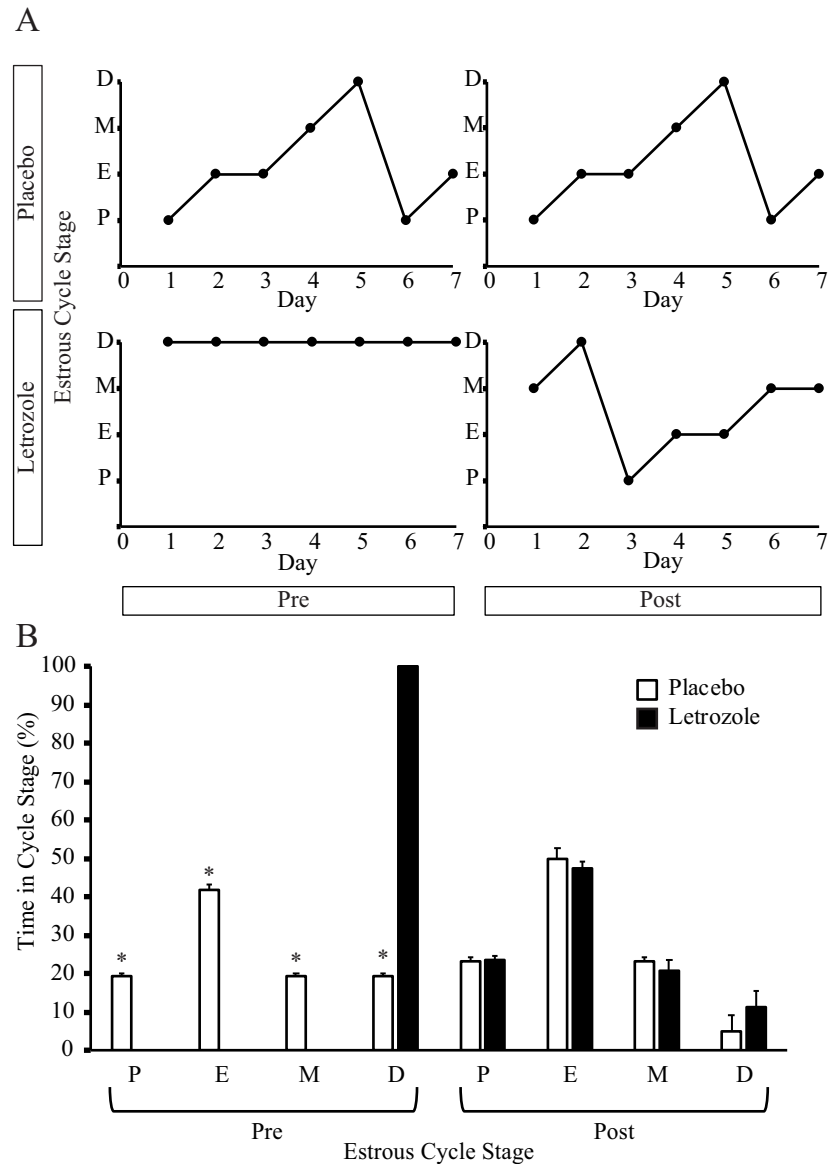 A
Placebo
Letrozole
Estrous Cycle Stage
D
M
E
P
0 1 2 3 4 5 6 7
Day
D
M
E
P
0 1 2 3 4 5 6 7
Day
D
M
E
P
0 1 2 3 4 5 6 7
Day
D
M
E
P
0 1 2 3 4 5 6 7
Day
Pre
Post
B
Time in Cycle Stage (%)
100
90
80
70
60
50
40
30
20
10
0
Placebo
Letrozole
* * * *
P E M D P E M D
Pre Post
Estrous Cycle Stage